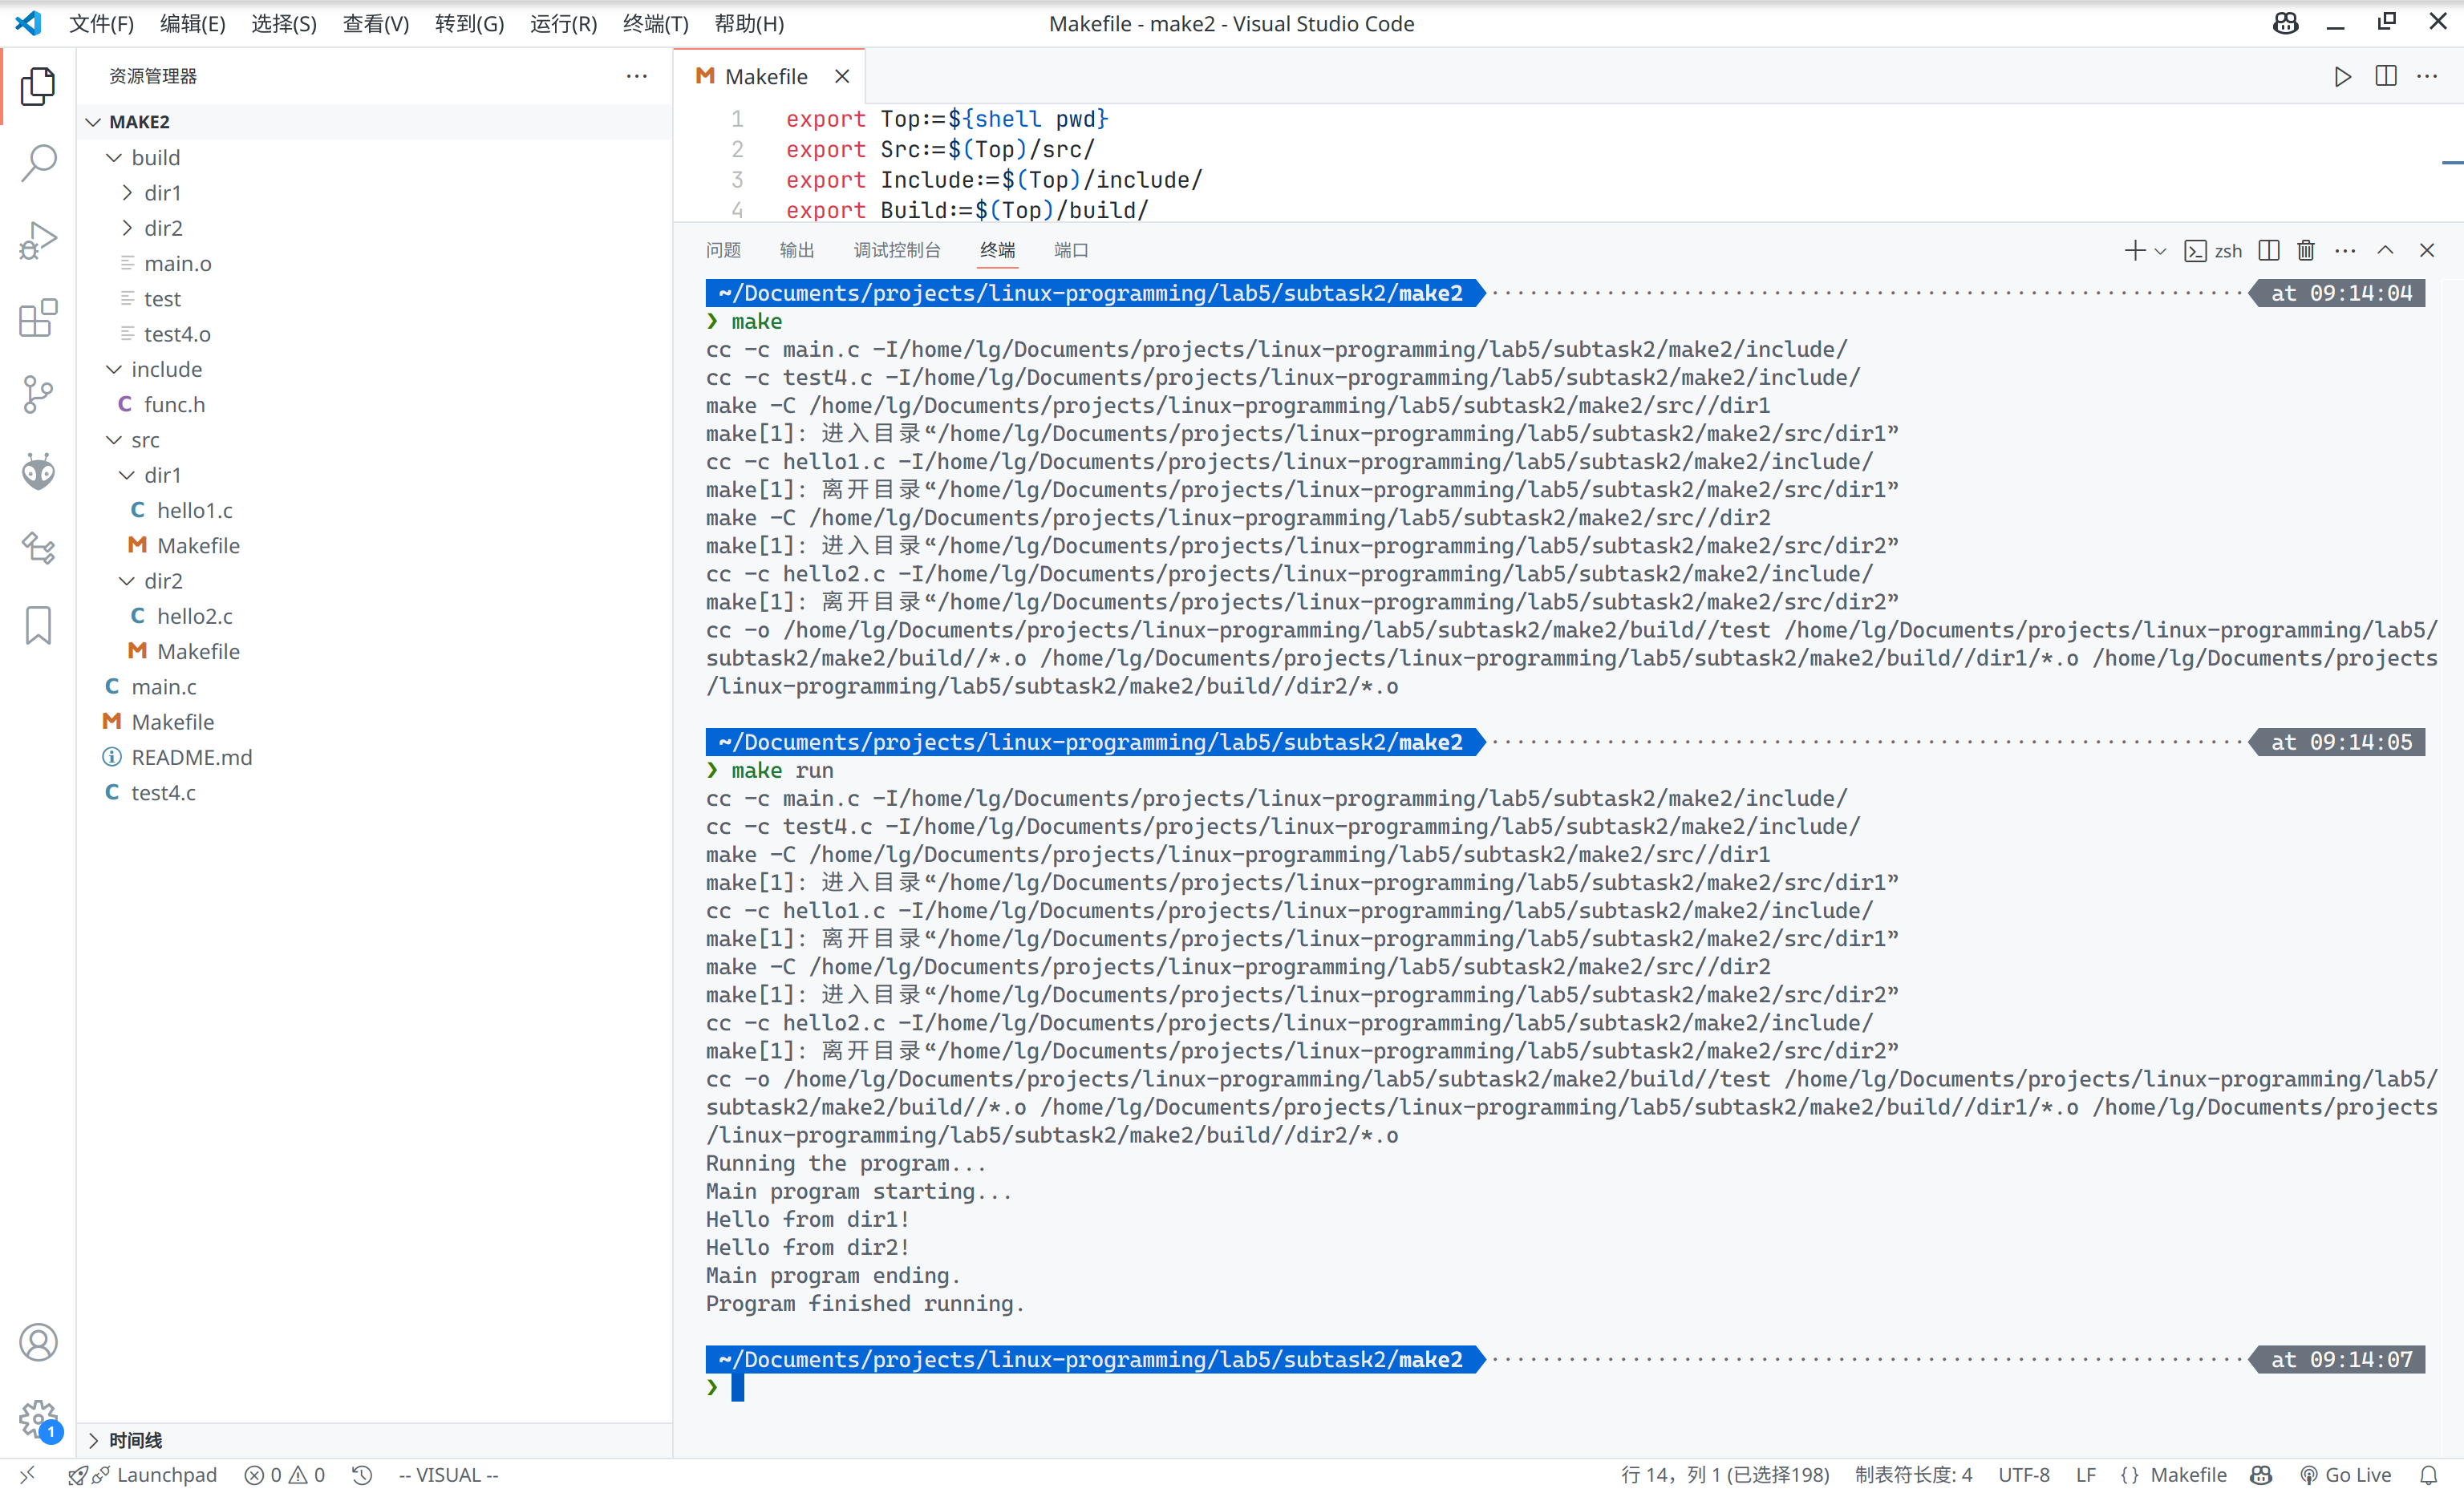 文件(F) 编辑(E) 选择(S) 查看(V) 转到(G) 运行(R) 终端(T) 帮助(H) Makefile - make2 - Visual Studio Code
资源管理器
MAKE2
build
dir1
dir2
main.o
test
test4.o
include
C func.h
src
dir1
C hello1.c
M Makefile
dir2
C hello2.c
M Makefile
C main.c
M Makefile
README.md
C test4.c
时间线
M Makefile
1 export Top:=${shell pwd}
2 export Src:=$(Top)/src/
3 export Include:=$(Top)/include/
4 export Build:=$(Top)/build/
问题 输出 调试控制台 终端 端口 zsh
~/Documents/projects/linux-programming/lab5/subtask2/make2 at 09:14:04
❯ make
cc -c main.c -I/home/lg/Documents/projects/linux-programming/lab5/subtask2/make2/include/
cc -c test4.c -I/home/lg/Documents/projects/linux-programming/lab5/subtask2/make2/include/
make -C /home/lg/Documents/projects/linux-programming/lab5/subtask2/make2/src//dir1
make[1]: 进入目录“/home/lg/Documents/projects/linux-programming/lab5/subtask2/make2/src/dir1”
cc -c hello1.c -I/home/lg/Documents/projects/linux-programming/lab5/subtask2/make2/include/
make[1]: 离开目录“/home/lg/Documents/projects/linux-programming/lab5/subtask2/make2/src/dir1”
make -C /home/lg/Documents/projects/linux-programming/lab5/subtask2/make2/src//dir2
make[1]: 进入目录“/home/lg/Documents/projects/linux-programming/lab5/subtask2/make2/src/dir2”
cc -c hello2.c -I/home/lg/Documents/projects/linux-programming/lab5/subtask2/make2/include/
make[1]: 离开目录“/home/lg/Documents/projects/linux-programming/lab5/subtask2/make2/src/dir2”
cc -o /home/lg/Documents/projects/linux-programming/lab5/subtask2/make2/build//test /home/lg/Documents/projects/linux-programming/lab5/
subtask2/make2/build//*.o /home/lg/Documents/projects/linux-programming/lab5/subtask2/make2/build//dir1/*.o /home/lg/Documents/projects
/linux-programming/lab5/subtask2/make2/build//dir2/*.o
~/Documents/projects/linux-programming/lab5/subtask2/make2 at 09:14:05
❯ make run
cc -c main.c -I/home/lg/Documents/projects/linux-programming/lab5/subtask2/make2/include/
cc -c test4.c -I/home/lg/Documents/projects/linux-programming/lab5/subtask2/make2/include/
make -C /home/lg/Documents/projects/linux-programming/lab5/subtask2/make2/src//dir1
make[1]: 进入目录“/home/lg/Documents/projects/linux-programming/lab5/subtask2/make2/src/dir1”
cc -c hello1.c -I/home/lg/Documents/projects/linux-programming/lab5/subtask2/make2/include/
make[1]: 离开目录“/home/lg/Documents/projects/linux-programming/lab5/subtask2/make2/src/dir1”
make -C /home/lg/Documents/projects/linux-programming/lab5/subtask2/make2/src//dir2
make[1]: 进入目录“/home/lg/Documents/projects/linux-programming/lab5/subtask2/make2/src/dir2”
cc -c hello2.c -I/home/lg/Documents/projects/linux-programming/lab5/subtask2/make2/include/
make[1]: 离开目录“/home/lg/Documents/projects/linux-programming/lab5/subtask2/make2/src/dir2”
cc -o /home/lg/Documents/projects/linux-programming/lab5/subtask2/make2/build//test /home/lg/Documents/projects/linux-programming/lab5/
subtask2/make2/build//*.o /home/lg/Documents/projects/linux-programming/lab5/subtask2/make2/build//dir1/*.o /home/lg/Documents/projects
/linux-programming/lab5/subtask2/make2/build//dir2/*.o
Running the program...
Main program starting...
Hello from dir1!
Hello from dir2!
Main program ending.
Program finished running.
~/Documents/projects/linux-programming/lab5/subtask2/make2 at 09:14:07
❯
1
Launchpad 0 0 -- VISUAL -- 行 14，列 1 (已选择198) 制表符长度: 4 UTF-8 LF {} Makefile Go Live